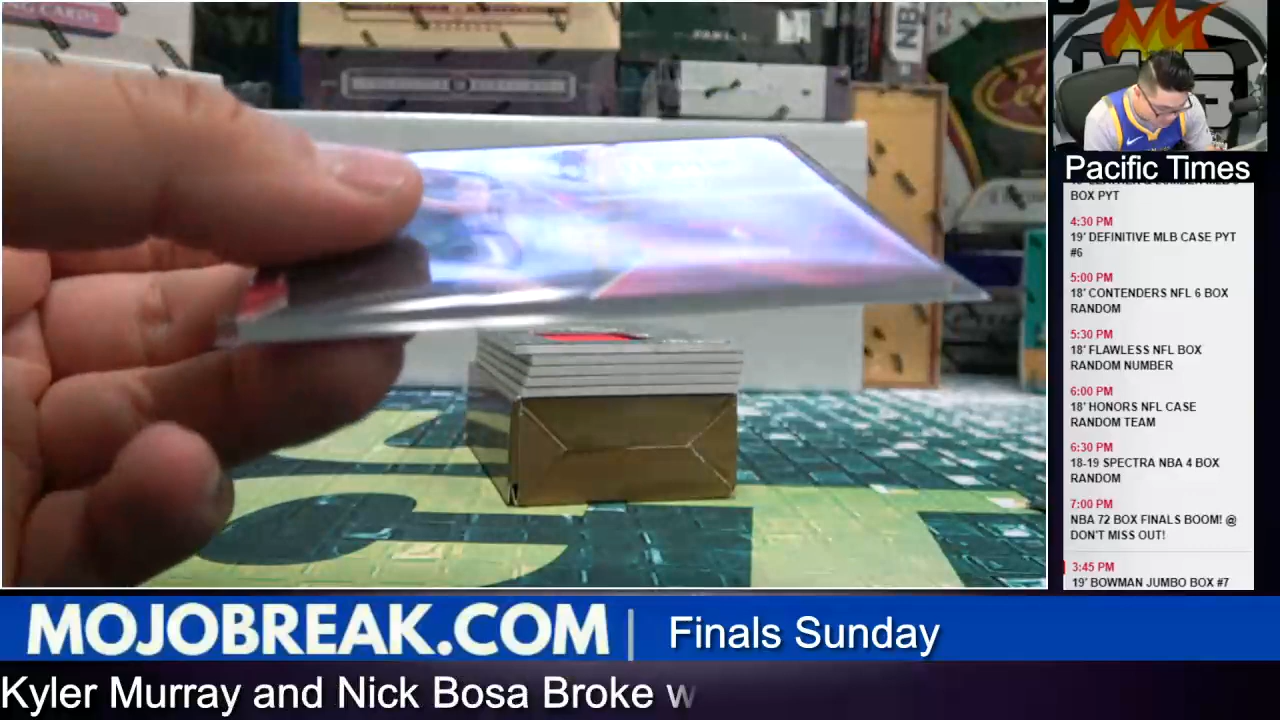 NG CARDS
NB
MB
Pacific Times
BOX PYT
4:30 PM
19' DEFINITIVE MLB CASE PYT
#6
5:00 PM
18' CONTENDERS NFL 6 BOX
RANDOM
5:30 PM
18' FLAWLESS NFL BOX
RANDOM NUMBER
6:00 PM
18' HONORS NFL CASE
RANDOM TEAM
6:30 PM
18-19 SPECTRA NBA 4 BOX
RANDOM
7:00 PM
NBA 72 BOX FINALS BOOM! @
DON'T MISS OUT!
3:45 PM
19' BOWMAN JUMBO BOX #7
MOJOBREAK.COM | Finals Sunday
Kyler Murray and Nick Bosa Broke w